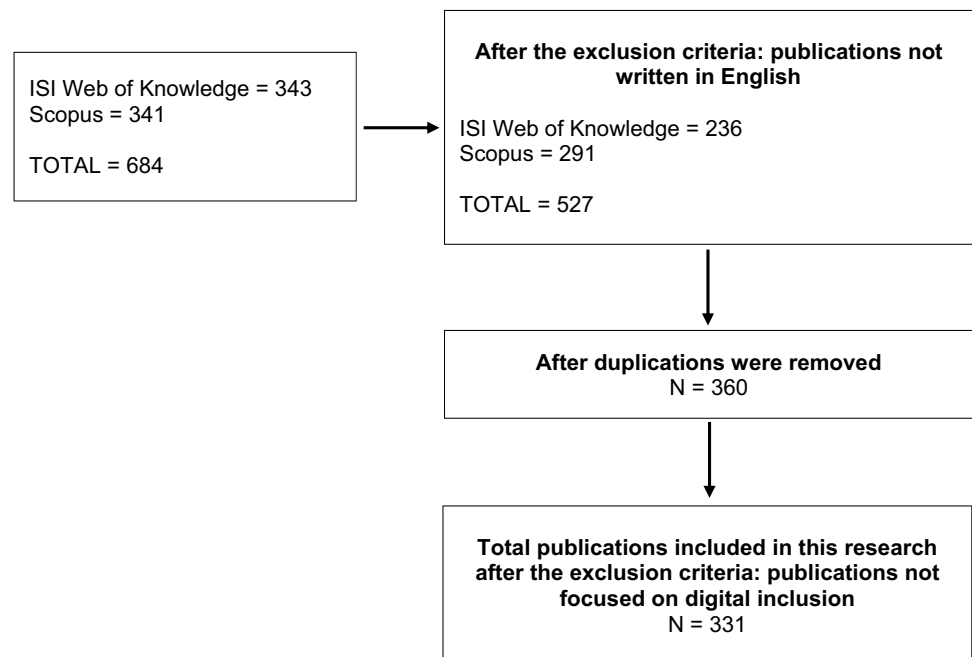 ISI Web of Knowledge = 343
Scopus = 341
TOTAL = 684
After the exclusion criteria: publications not
written in English
ISI Web of Knowledge = 236
Scopus = 291
TOTAL = 527
After duplications were removed
N = 360
Total publications included in this research
after the exclusion criteria: publications not
focused on digital inclusion
N = 331